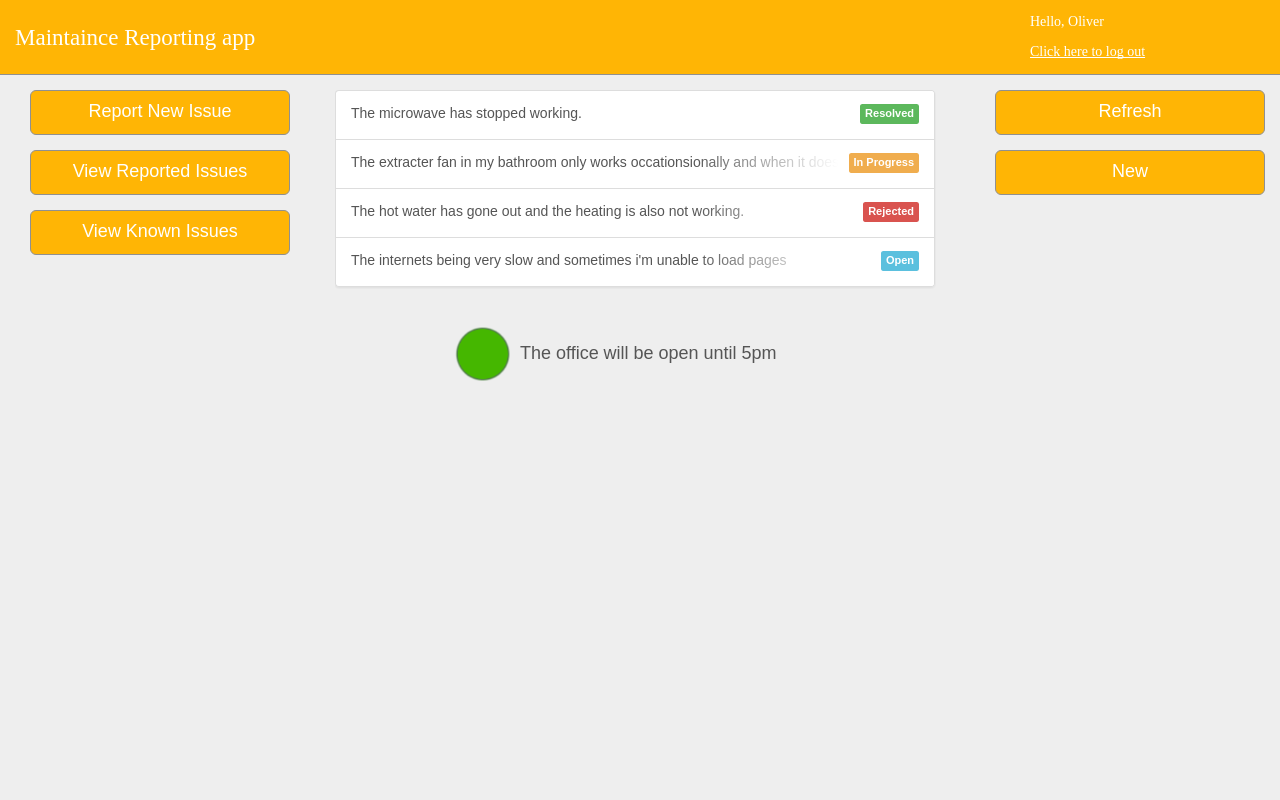 Maintaince Reporting app
Hello, Oliver
Click here to log out
Report New Issue
View Reported Issues
View Known Issues
The microwave has stopped working.
Resolved
The extracter fan in my bathroom only works occationsionally and when it
In Progress
The hot water has gone out and the heating is also not working.
Rejected
The internets being very slow and sometimes i'm unable to load pages
Open
The office will be open until 5pm
Refresh
New